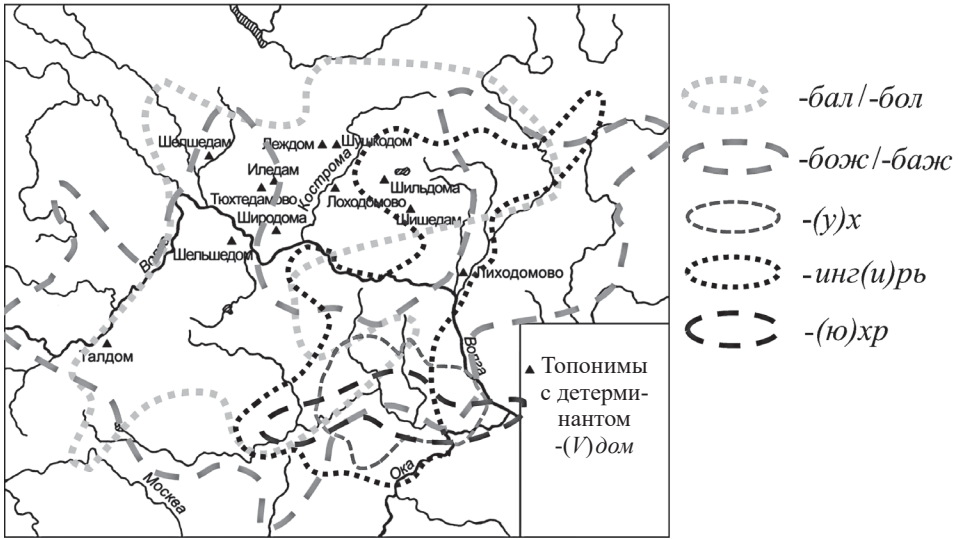 Шелшедам
Леждом
Шушкодом
Иледам
Тюхтедамово
Кострома
Шильдома
Лоходомово
Широдома
Шишедам
Шельшедом
Волга
Лиходомово
Талдом
Волга
Ока
Москва
Топонимы
с детерми-
нантом
-(V)дом
-бал/-бол
-бож/-баж
-(у)х
-инг(и)рь
-(ю)хр